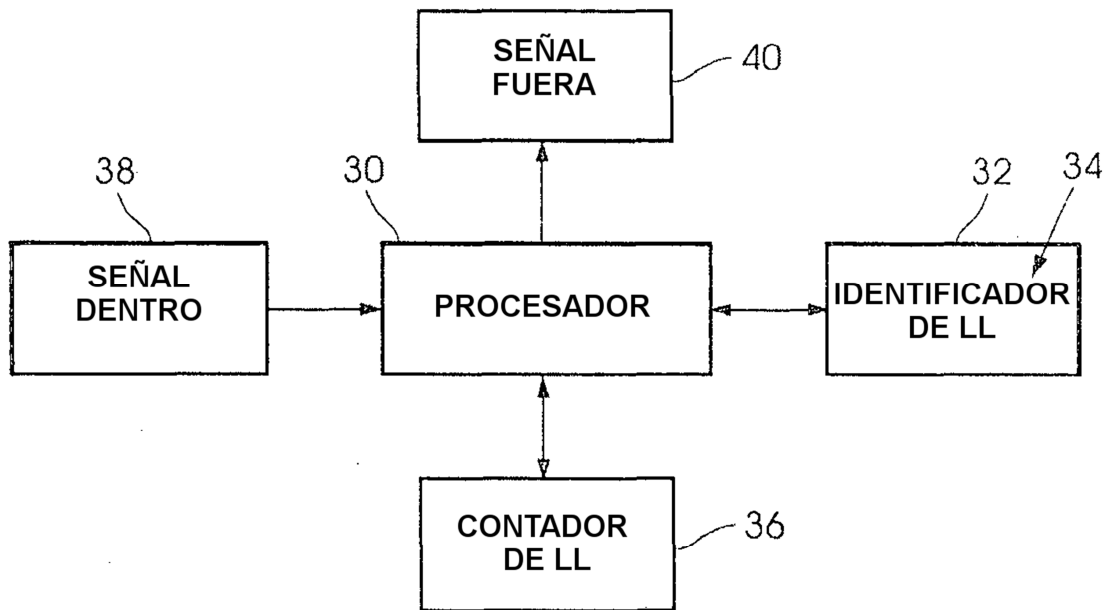 SEÑAL
FUERA
40
38
30
32
34
SEÑAL
DENTRO
PROCESADOR
IDENTIFICADOR
DE LL
CONTADOR
DE LL
36